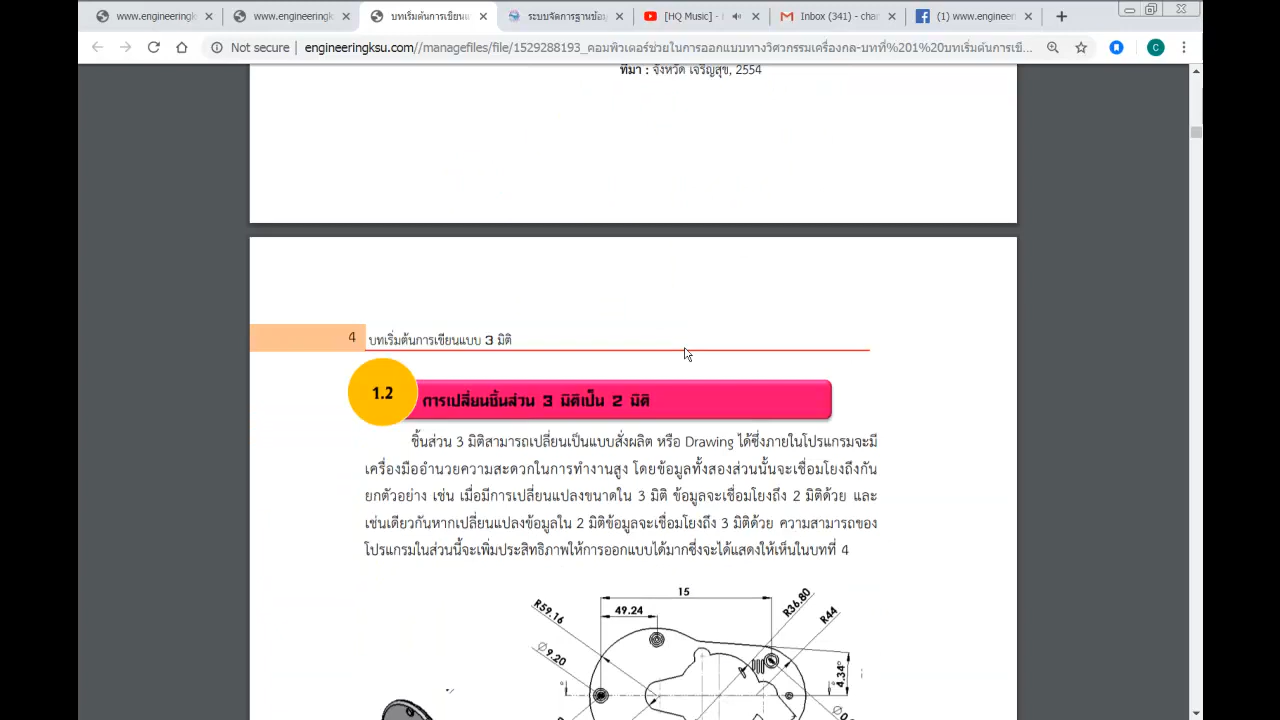 www.engineeringk
www.engineeringk
บทเริ่มต้นการเขียนแ
ระบบจัดการฐานข้อมู
[HQ Music] -
Inbox (341) - char
(1) www.engineer
Not secure
engineeringksu.com//managefiles/file/1529288193_คอมพิวเตอร์ช่วยในการออกแบบทางวิศวกรรมเครื่องกล-บทที่%201%20บทเริ่มต้นการเขี...
C
ที่มา : จังหวัด เจริญสุข, 2554
4 บทเริ่มต้นการเขียนแบบ 3 มิติ
1.2 การเปลี่ยนชิ้นส่วน 3 มิติเป็น 2 มิติ
ชิ้นส่วน 3 มิติสามารถเปลี่ยนเป็นแบบสั่งผลิต หรือ Drawing ได้ซึ่งภายในโปรแกรมจะมี
เครื่องมืออำนวยความสะดวกในการทำงานสูง โดยข้อมูลทั้งสองส่วนนั้นจะเชื่อมโยงถึงกัน
ยกตัวอย่าง เช่น เมื่อมีการเปลี่ยนแปลงขนาดใน 3 มิติ ข้อมูลจะเชื่อมโยงถึง 2 มิติด้วย และ
เช่นเดียวกันหากเปลี่ยนแปลงข้อมูลใน 2 มิติข้อมูลจะเชื่อมโยงถึง 3 มิติด้วย ความสามารถของ
โปรแกรมในส่วนนี้จะเพิ่มประสิทธิภาพให้การออกแบบได้มากซึ่งจะได้แสดงให้เห็นในบทที่ 4
15
49.24
R59.16
R36.80
R44
∅9.20
4.34°